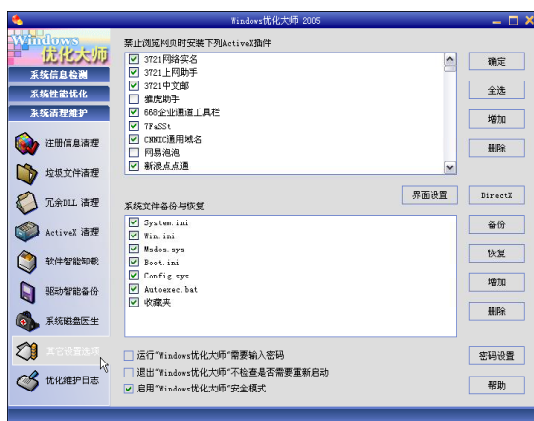 Windows优化大师 2005
Windows
优化大师
系统信息检测
系统性能优化
系统清理维护
注册信息清理
垃圾文件清理
冗余DLL 清理
ActiveX 清理
软件智能卸载
驱动智能备份
系统磁盘医生
其它设置选项
优化维护日志
禁止浏览网页时安装下列ActiveX插件
3721网络实名
3721上网助手
3721中文邮
雅虎助手
668企业通道工具栏
7FaSSt
CNNIC通用域名
网易泡泡
新浪点点通
确定
全选
增加
删除
界面设置
DirectX
系统文件备份与恢复
System.ini
Win.ini
Msdos.sys
Boot.ini
Config.sys
Autoexec.bat
收藏夹
备份
恢复
增加
删除
运行"Windows优化大师"需要输入密码
退出"Windows优化大师"不检查是否需要重新启动
启用"Windows优化大师"安全模式
密码设置
帮助